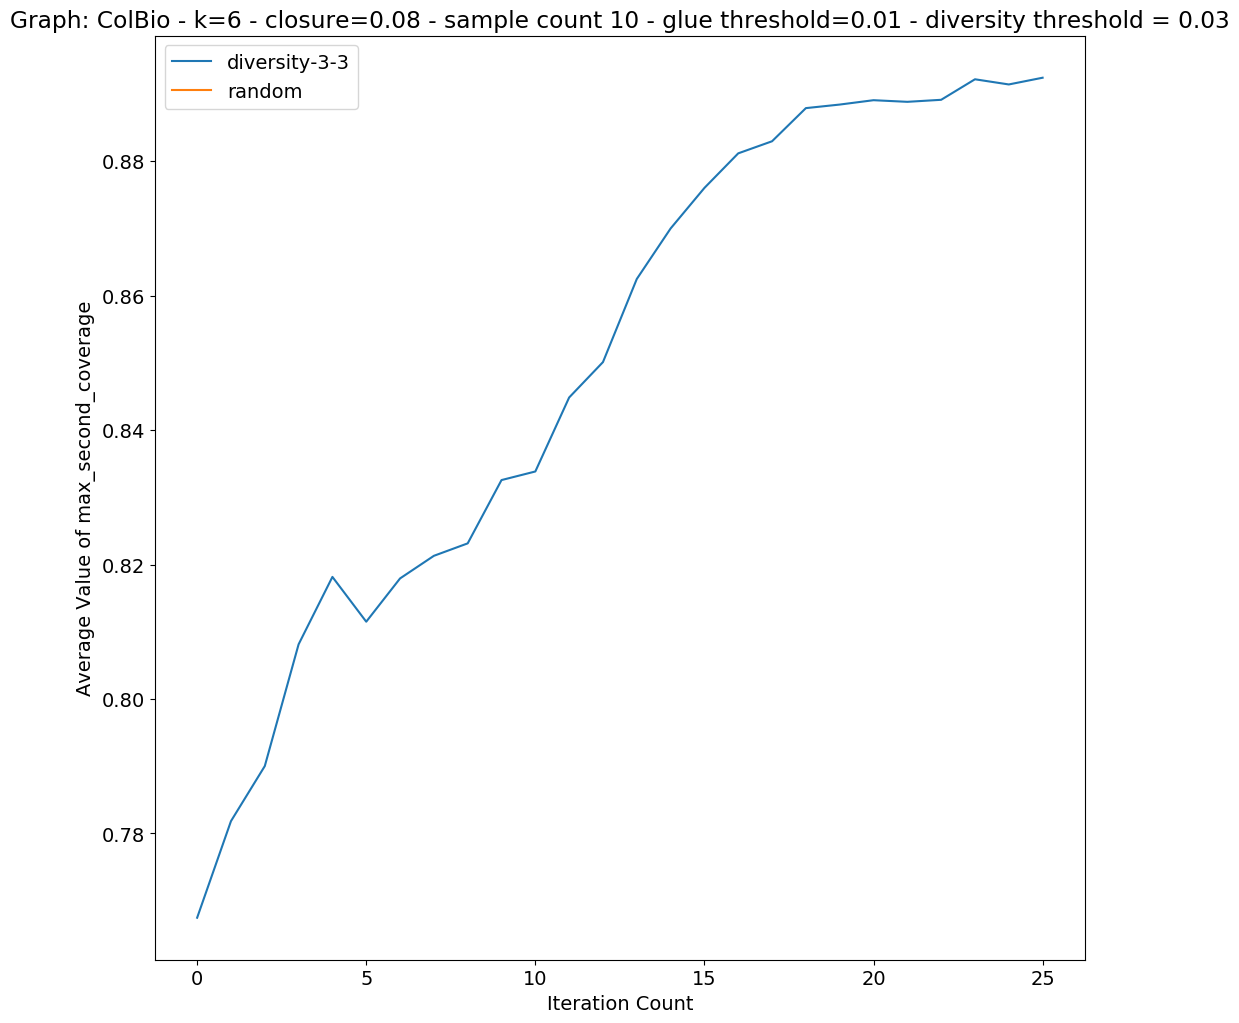 Graph: ColBio - k=6 - closure=0.08 - sample count 10 - glue threshold=0.01 - diversity threshold = 0.03
diversity-3-3
random
0.88
0.86
0.84
0.82
0.80
0.78
Average Value of max_second_coverage
0 5 10 15 20 25
Iteration Count